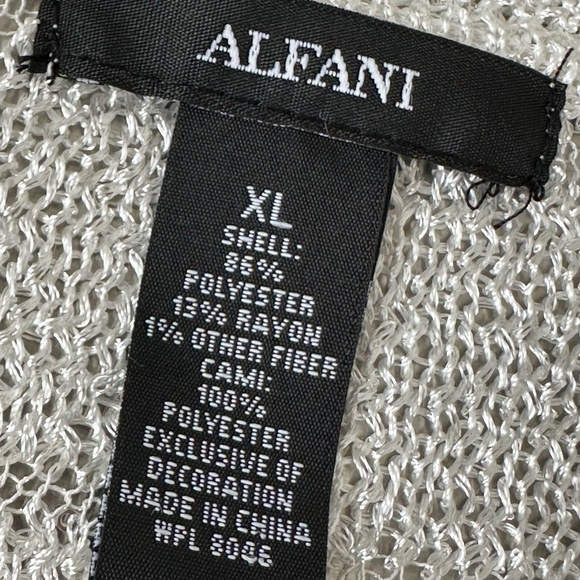 ALFANI
XL
SHELL:
86%
POLYESTER
13% RAYON
1% OTHER FIBER
CAMI:
100%
POLYESTER
EXCLUSIVE OF
DECORATION
MADE IN CHINA
WPL 8046